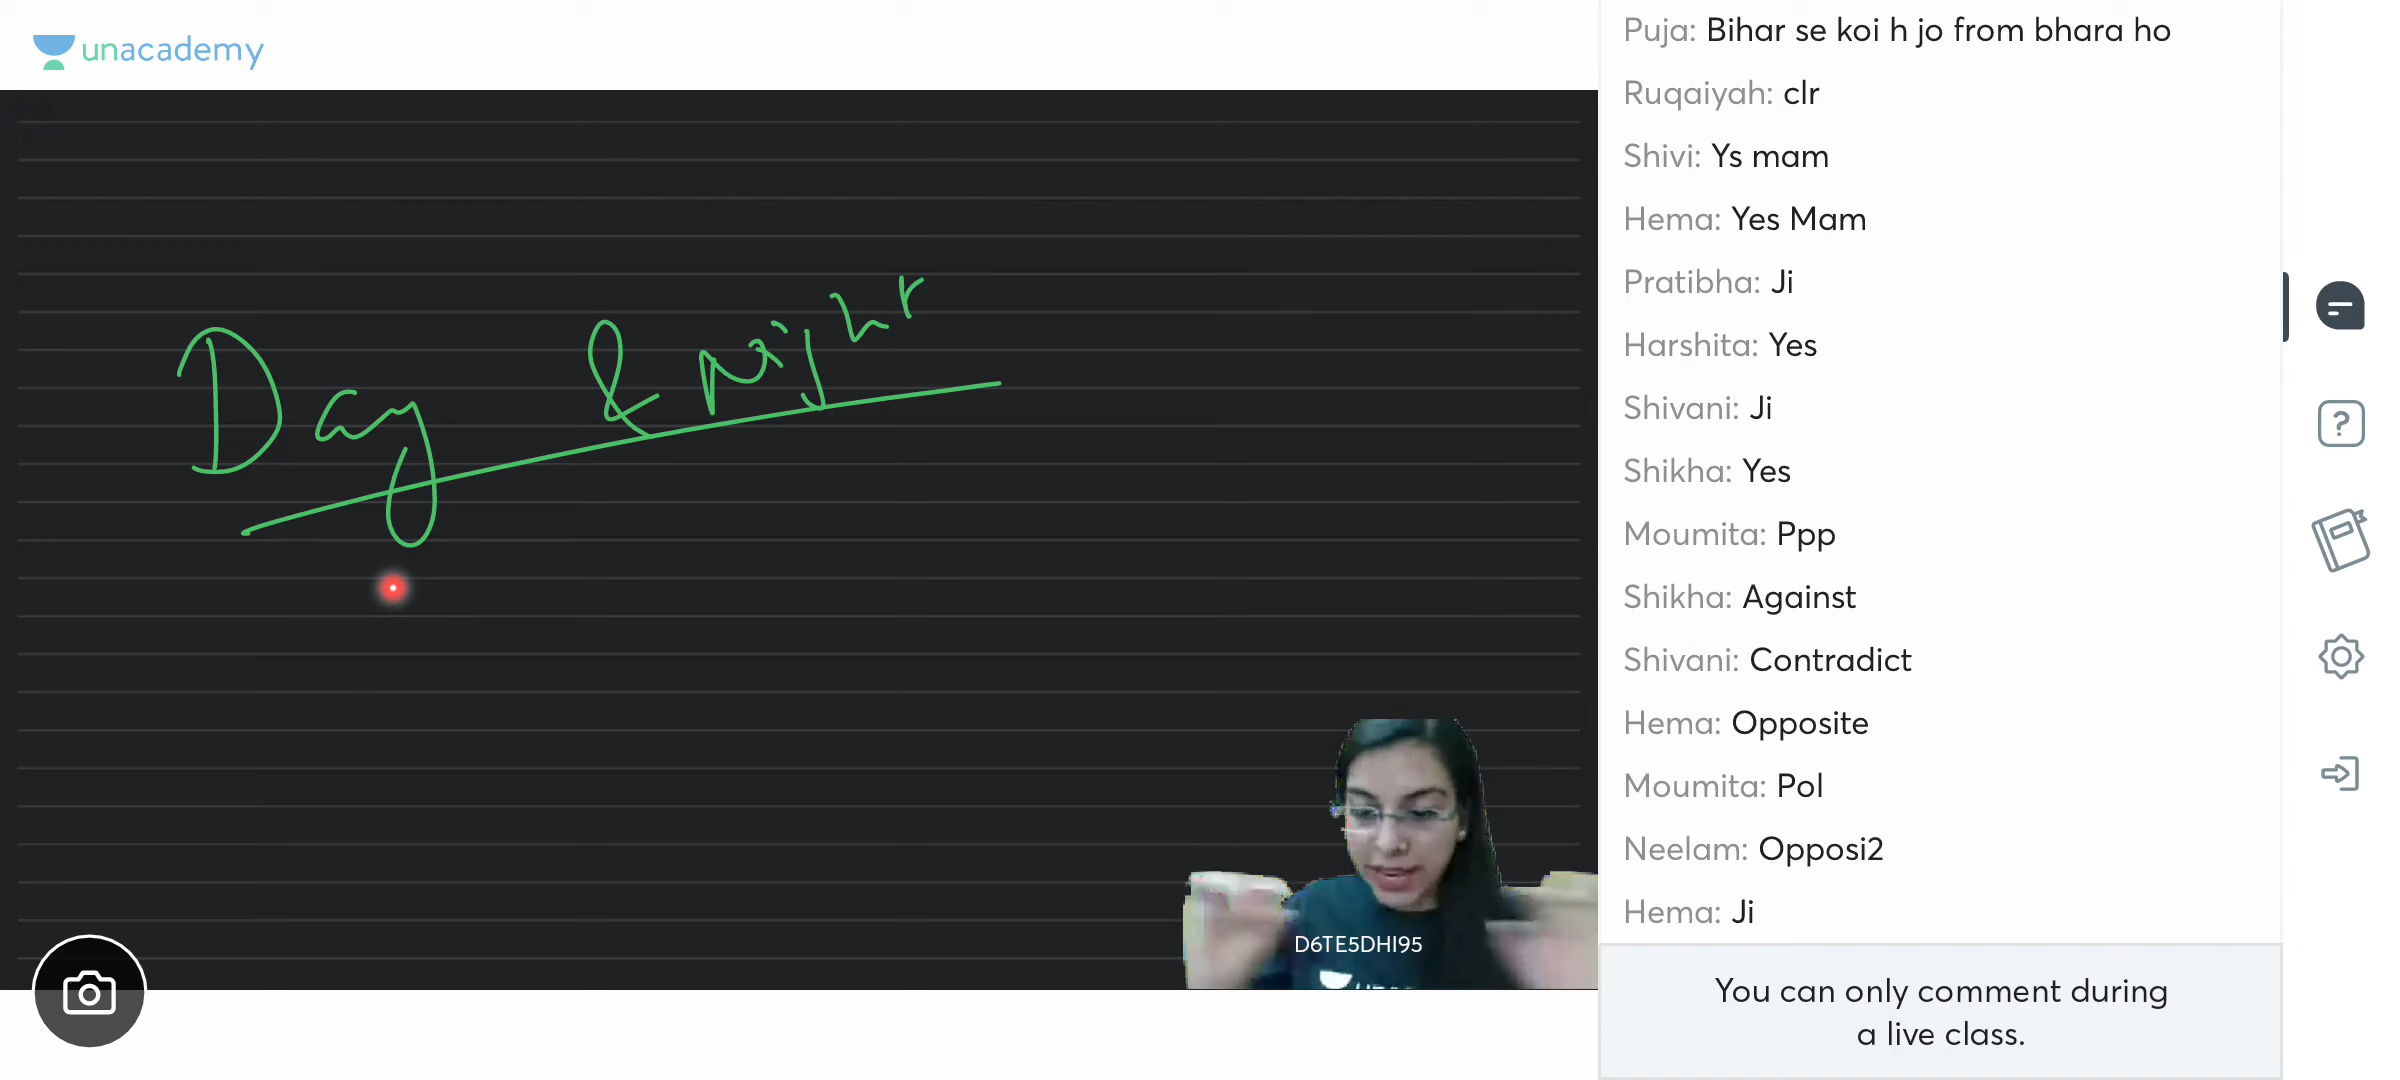 unacademy
Day & Night
D6TE5DHI95
Puja: Bihar se koi h jo from bhara ho
Ruqaiyah: clr
Shivi: Ys mam
Hema: Yes Mam
Pratibha: Ji
Harshita: Yes
Shivani: Ji
Shikha: Yes
Moumita: Ppp
Shikha: Against
Shivani: Contradict
Hema: Opposite
Moumita: Pol
Neelam: Opposi2
Hema: Ji
You can only comment during
a live class.
?